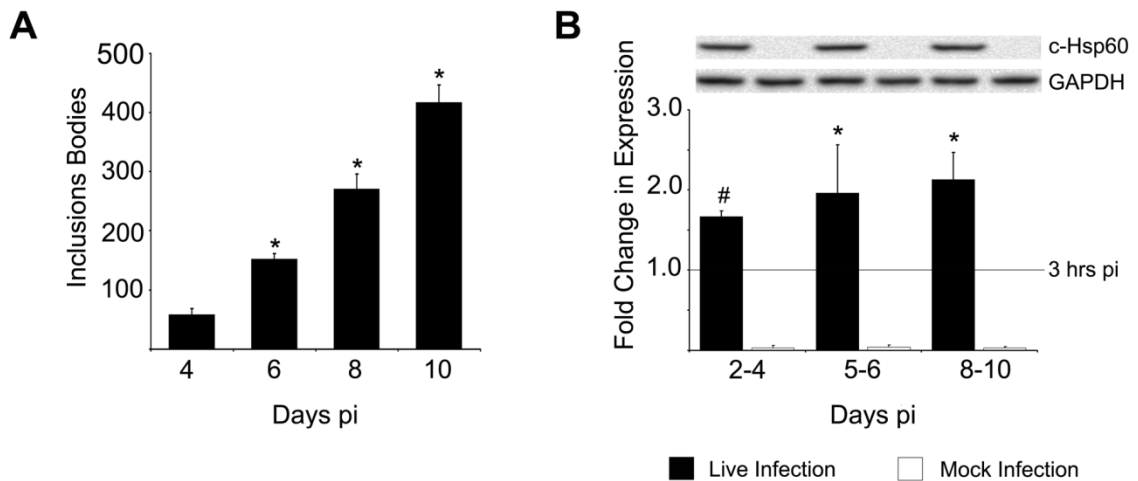 A
500
400
300
200
100
Inclusions Bodies
*
*
*
4 6 8 10
Days pi
B
c-Hsp60
GAPDH
3.0
2.0
1.0
Fold Change in Expression
#
*
*
3 hrs pi
2-4 5-6 8-10
Days pi
Live Infection Mock Infection